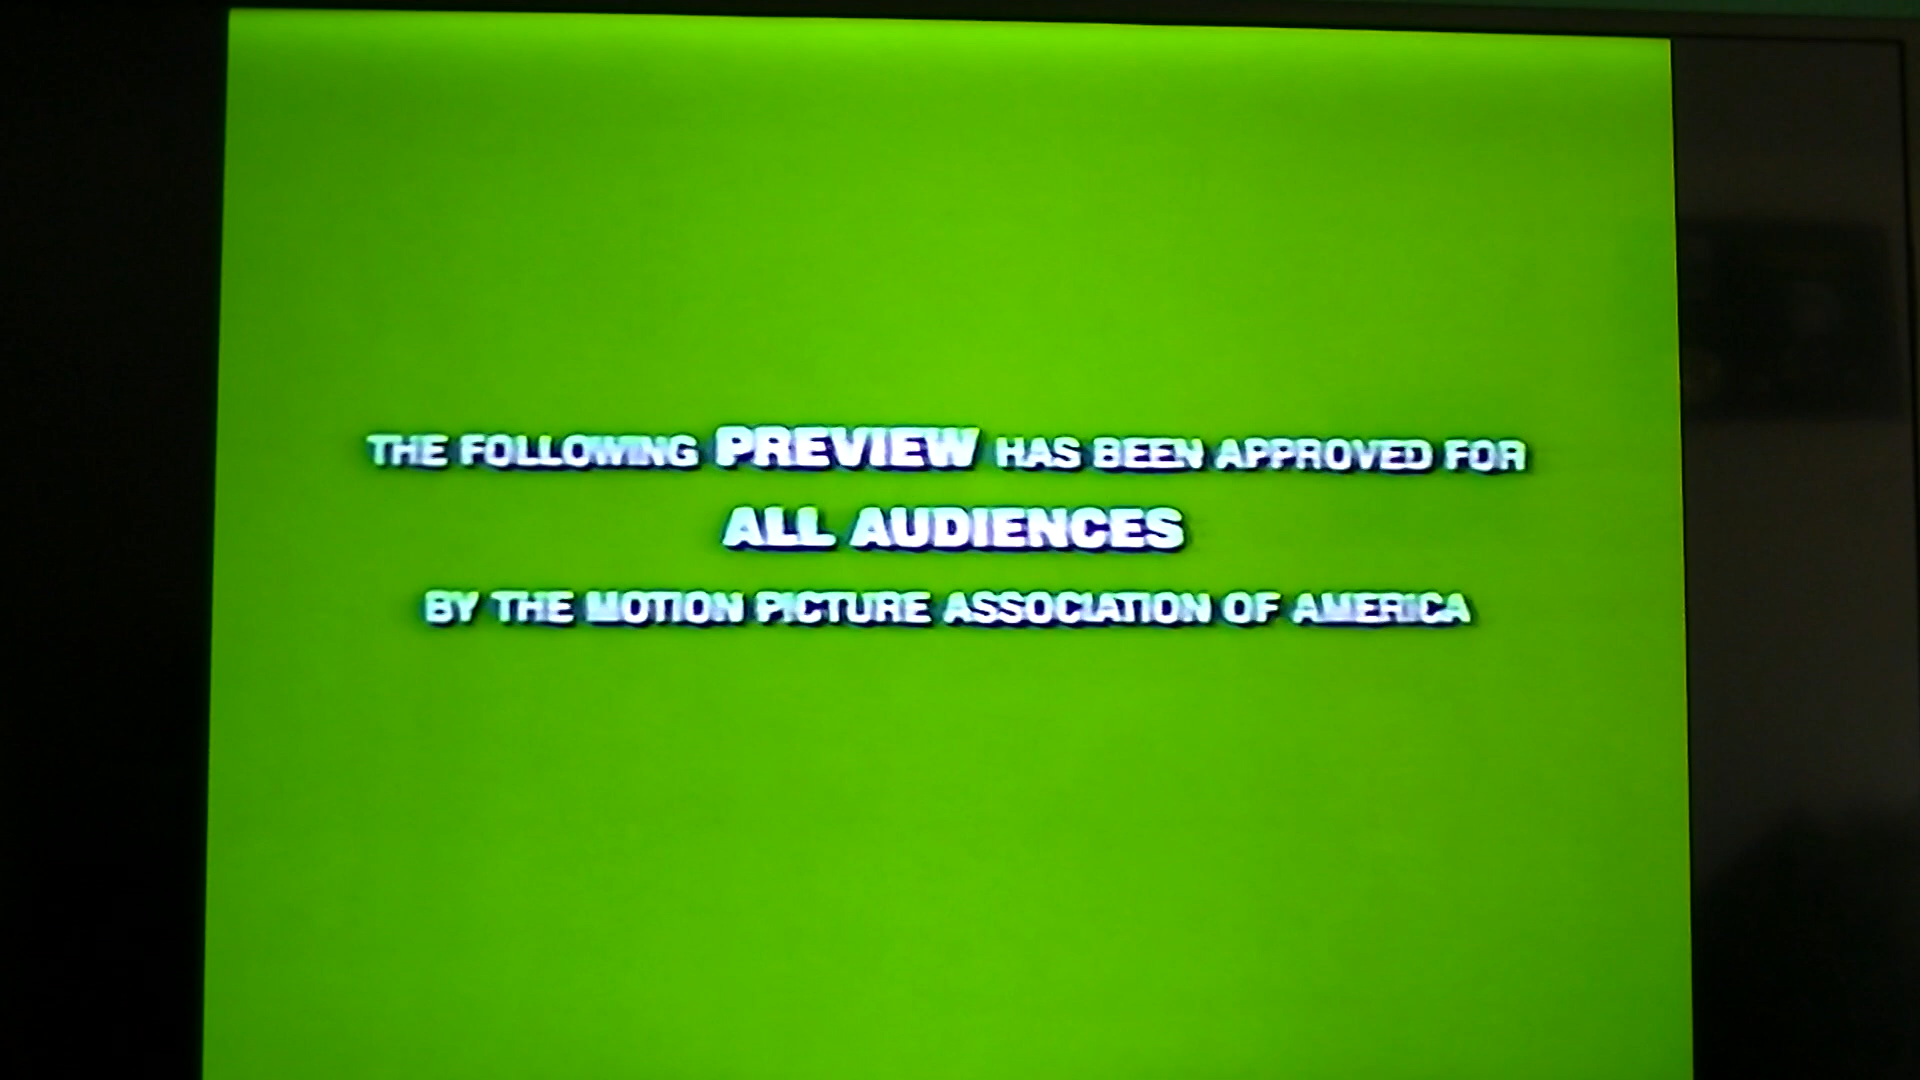 THE FOLLOWING PREVIEW HAS BEEN APPROVED FOR
ALL AUDIENCES
BY THE MOTION PICTURE ASSOCIATION OF AMERICA